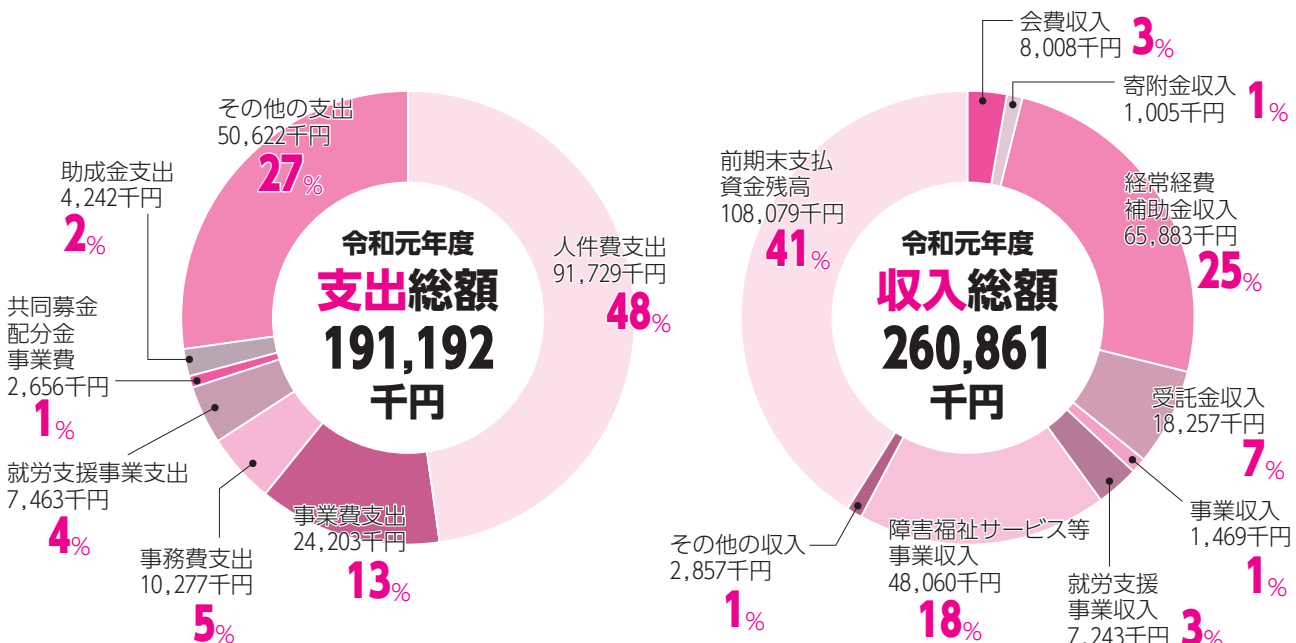 その他の支出
50,622千円
27%
助成金支出
4,242千円
2%
共同募金
配分金
事業費
2,656千円
1%
就労支援事業支出
7,463千円
4%
事務費支出
10,277千円
5%
事業費支出
24,203千円
13%
人件費支出
91,729千円
48%
令和元年度
支出総額
191,192
千円
会費収入
8,008千円 3%
寄附金収入
1,005千円 1%
経常経費
補助金収入
65,883千円
25%
受託金収入
18,257千円
7%
事業収入
1,469千円
1%
就労支援
事業収入
7,243千円 3%
障害福祉サービス等
事業収入
48,060千円
18%
その他の収入
2,857千円
1%
前期末支払
資金残高
108,079千円
41%
令和元年度
収入総額
260,861
千円